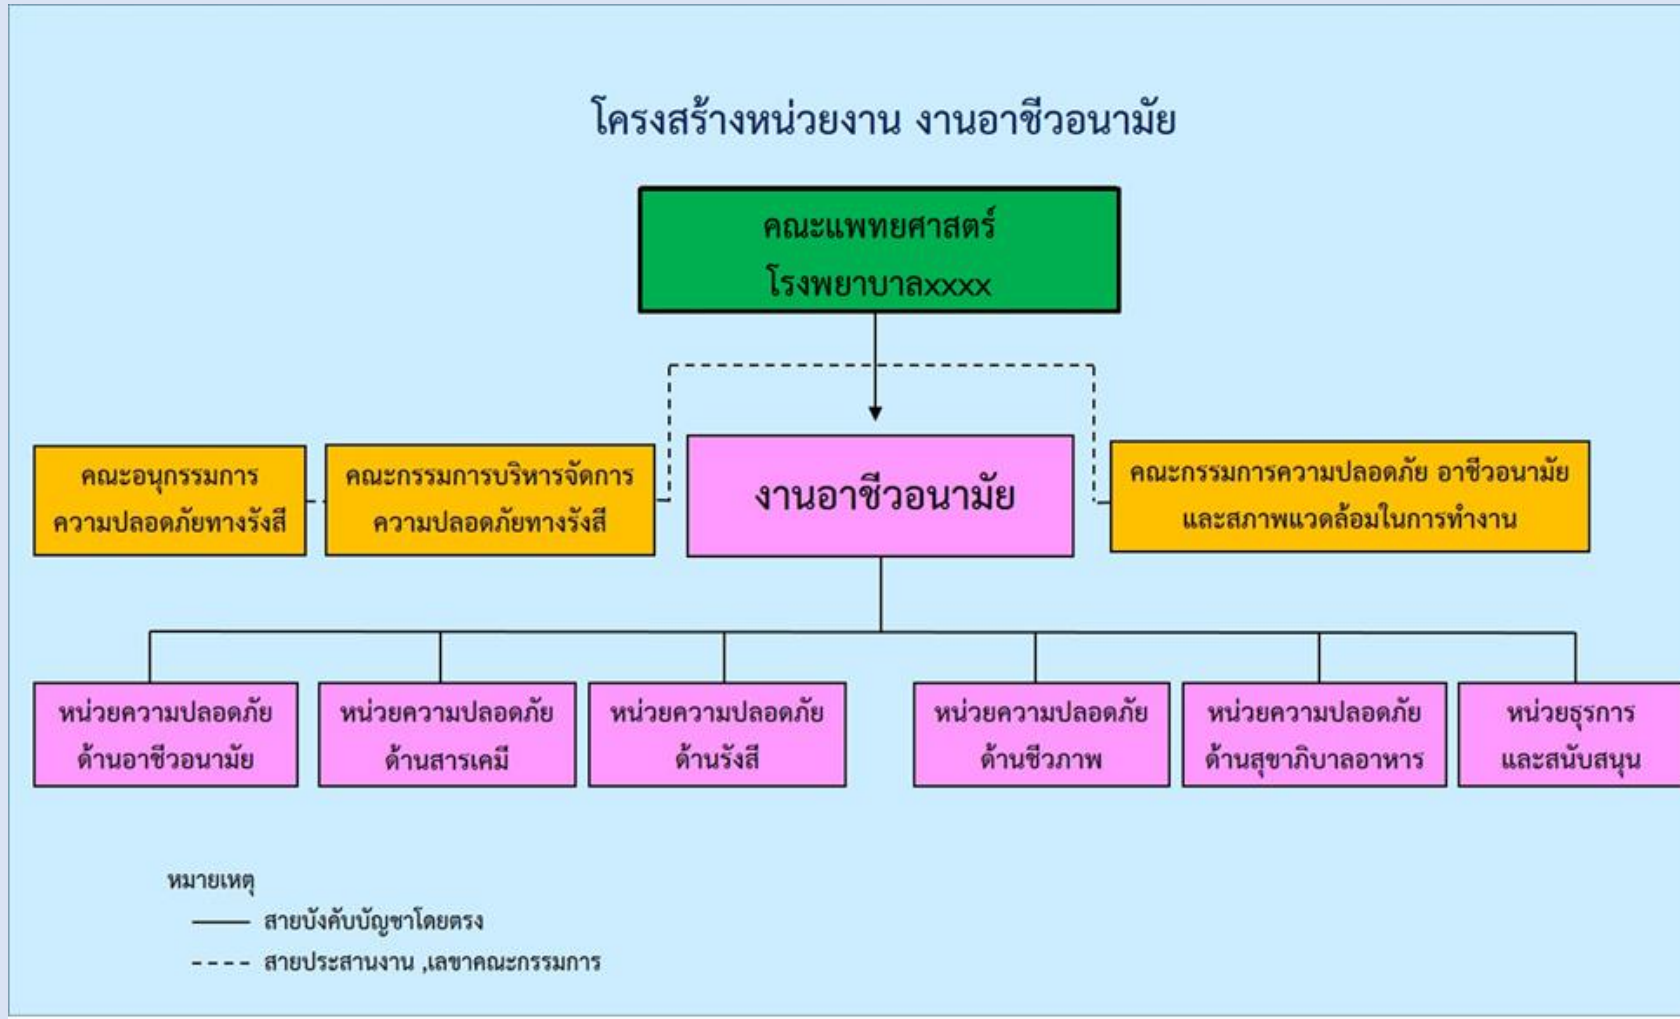 โครงสร้างหน่วยงาน งานอาชีวอนามัย
คณะแพทยศาสตร์
โรงพยาบาลxxxx
คณะอนุกรรมการ
ความปลอดภัยทางรังสี
คณะกรรมการบริหารจัดการ
ความปลอดภัยทางรังสี
งานอาชีวอนามัย
คณะกรรมการความปลอดภัย อาชีวอนามัย
และสภาพแวดล้อมในการทำงาน
หน่วยความปลอดภัย
ด้านอาชีวอนามัย
หน่วยความปลอดภัย
ด้านสารเคมี
หน่วยความปลอดภัย
ด้านรังสี
หน่วยความปลอดภัย
ด้านชีวภาพ
หน่วยความปลอดภัย
ด้านสุขาภิบาลอาหาร
หน่วยธุรการ
และสนับสนุน
หมายเหตุ
สายบังคับบัญชาโดยตรง
สายประสานงาน ,เลขาคณะกรรมการ